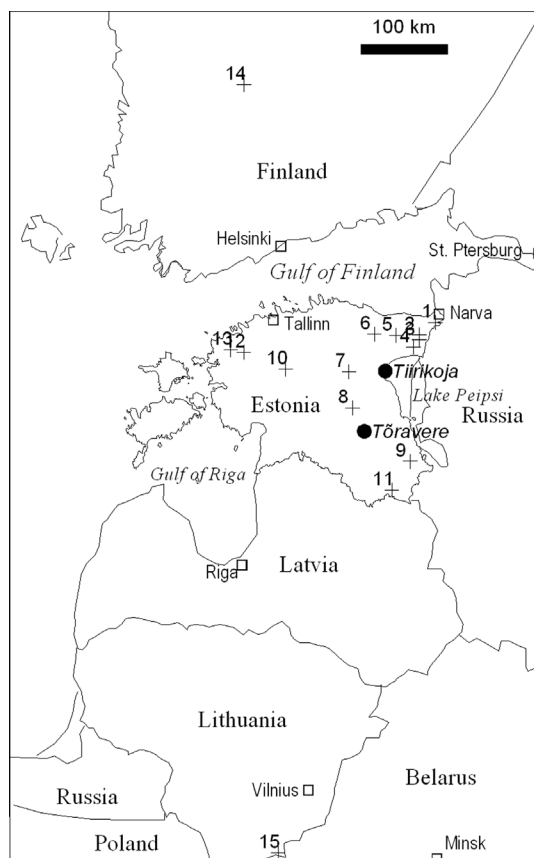 100 km
14
Finland
Helsinki
St. Ptersburg
Gulf of Finland
1
Narva
Tallinn
6
5
2
3
4
13
12
10
7
Tiirikoja
Lake Peipsi
Estonia
8
Russia
Tõravere
9
Gulf of Riga
11
Riga
Latvia
Lithuania
Belarus
Vilnius
Russia
Poland
15
Minsk